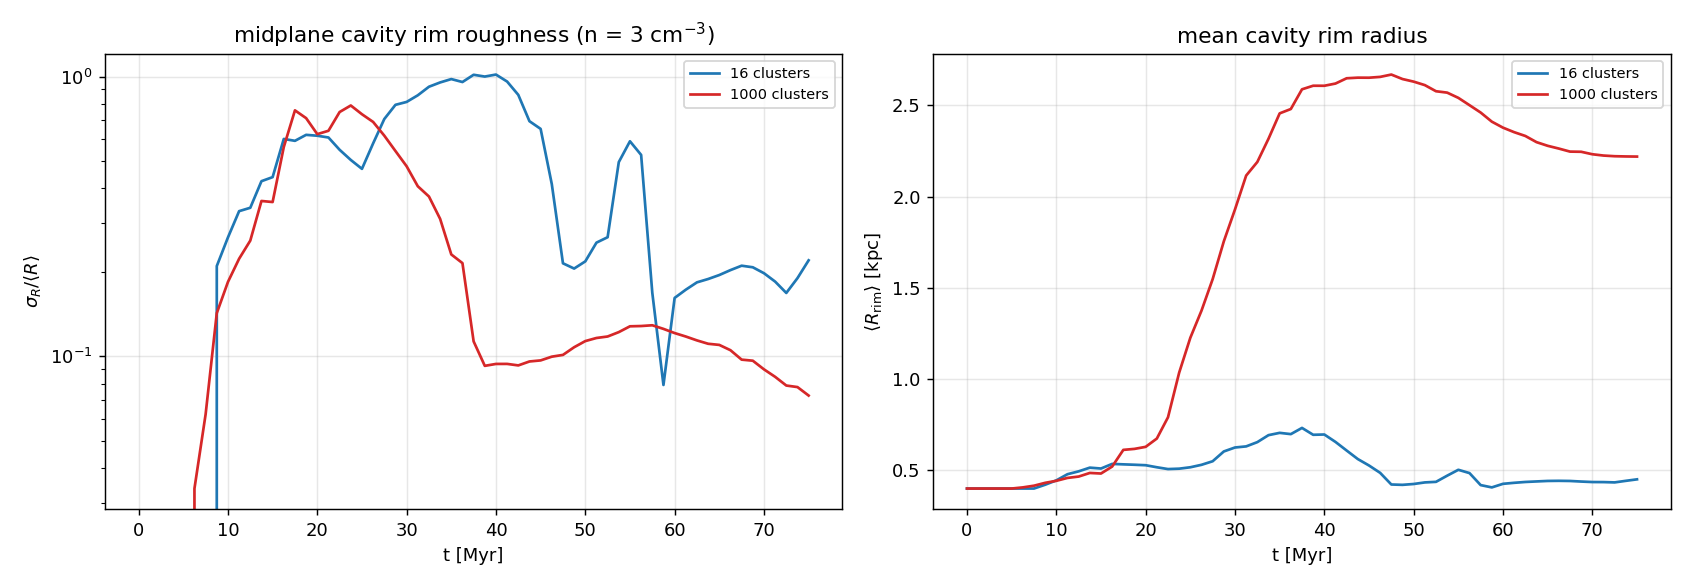 midplane cavity rim roughness (n = 3 cm⁻³)
16 clusters
1000 clusters
10⁰
10⁻¹
σ_R/⟨R⟩
0 10 20 30 40 50 60 70
t [Myr]
mean cavity rim radius
16 clusters
1000 clusters
2.5
2.0
1.5
1.0
0.5
⟨R_rim⟩ [kpc]
0 10 20 30 40 50 60 70
t [Myr]